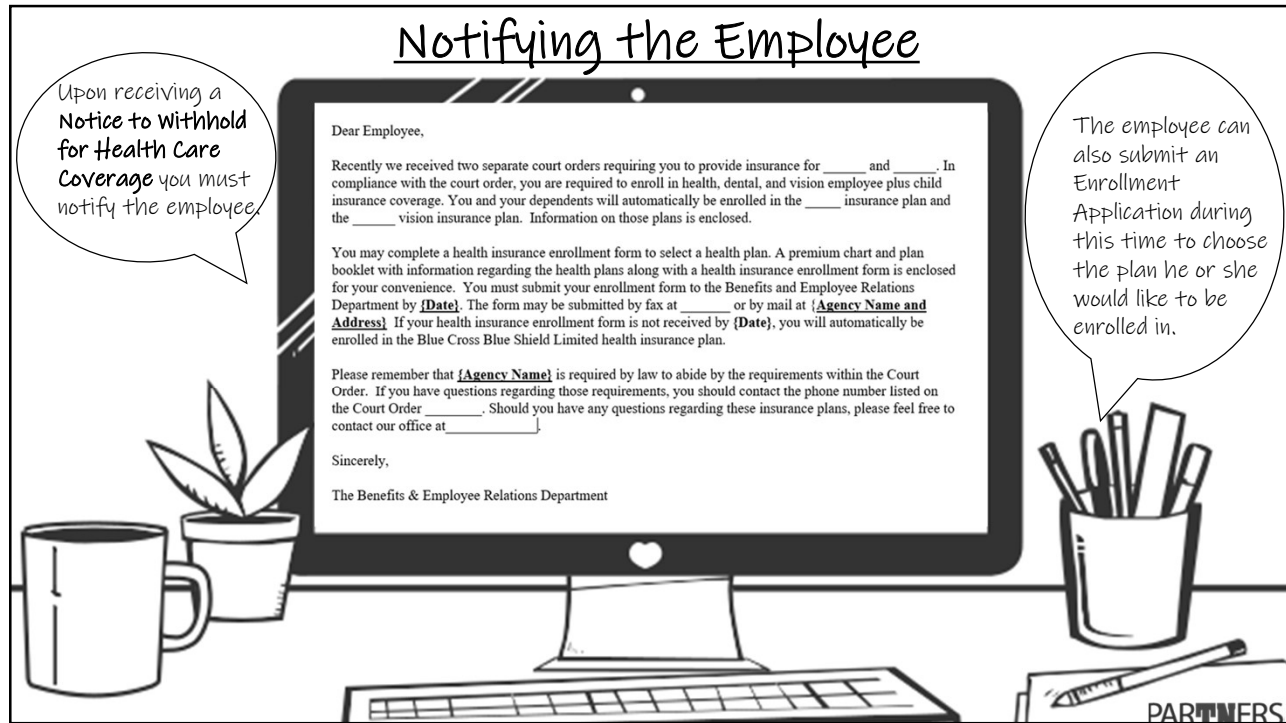 Notifying the Employee
Upon receiving a
Notice to Withhold
for Health Care
Coverage you must
notify the employee.
Dear Employee,
Recently we received two separate court orders requiring you to provide insurance for ______ and ______. In
compliance with the court order, you are required to enroll in health, dental, and vision employee plus child
insurance coverage. You and your dependents will automatically be enrolled in the _____ insurance plan and
the ______ vision insurance plan.  Information on those plans is enclosed.
You may complete a health insurance enrollment form to select a health plan. A premium chart and plan
booklet with information regarding the health plans along with a health insurance enrollment form is enclosed
for your convenience.  You must submit your enrollment form to the Benefits and Employee Relations
Department by {Date}. The form may be submitted by fax at _______ or by mail at {Agency Name and
Address}  If your health insurance enrollment form is not received by {Date}, you will automatically be
enrolled in the Blue Cross Blue Shield Limited health insurance plan.
Please remember that {Agency Name} is required by law to abide by the requirements within the Court
Order.  If you have questions regarding those requirements, you should contact the phone number listed on
the Court Order ________. Should you have any questions regarding these insurance plans, please feel free to
contact our office at_____________.
Sincerely,
The Benefits & Employee Relations Department
The employee can
also submit an
Enrollment
Application during
this time to choose
the plan he or she
would like to be
enrolled in.
PARTNERS